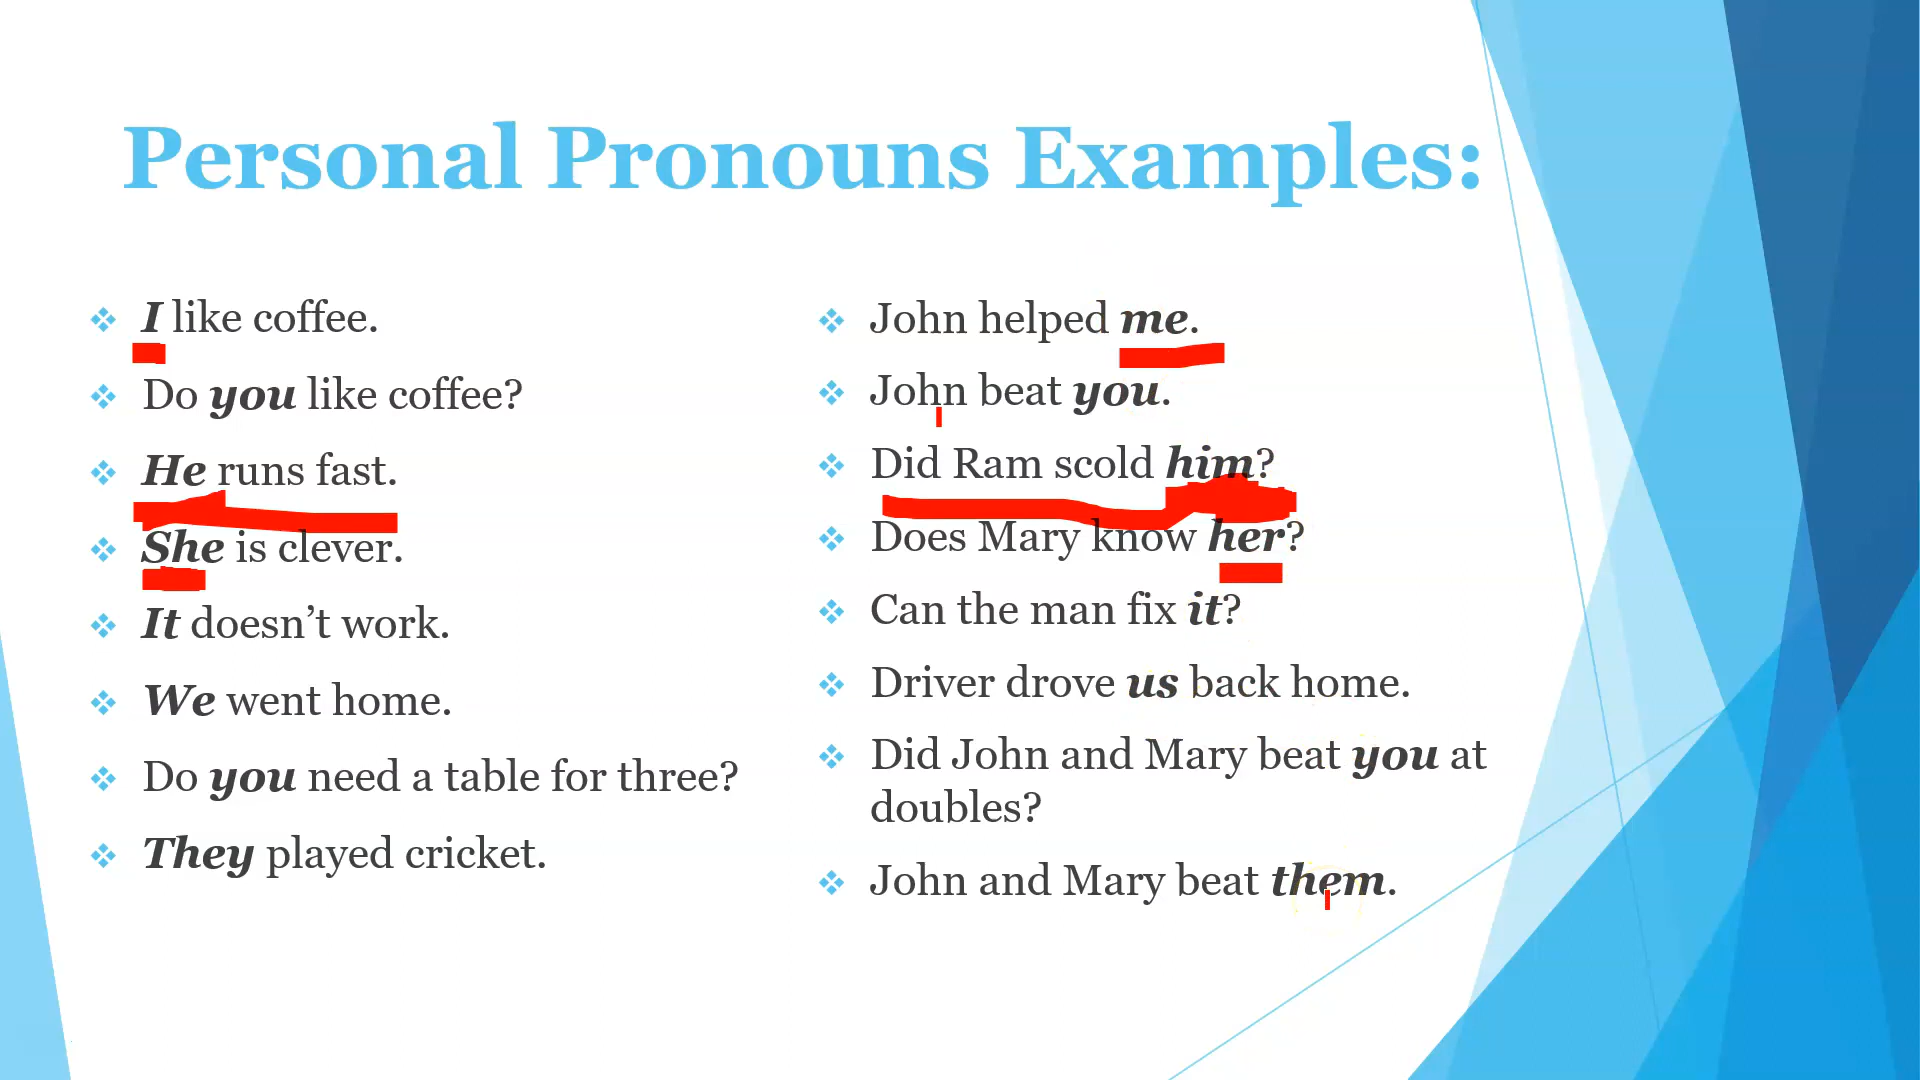 Personal Pronouns Examples:
I like coffee.
Do you like coffee?
He runs fast.
She is clever.
It doesn’t work.
We went home.
Do you need a table for three?
They played cricket.
John helped me.
John beat you.
Did Ram scold him?
Does Mary know her?
Can the man fix it?
Driver drove us back home.
Did John and Mary beat you at
doubles?
John and Mary beat them.